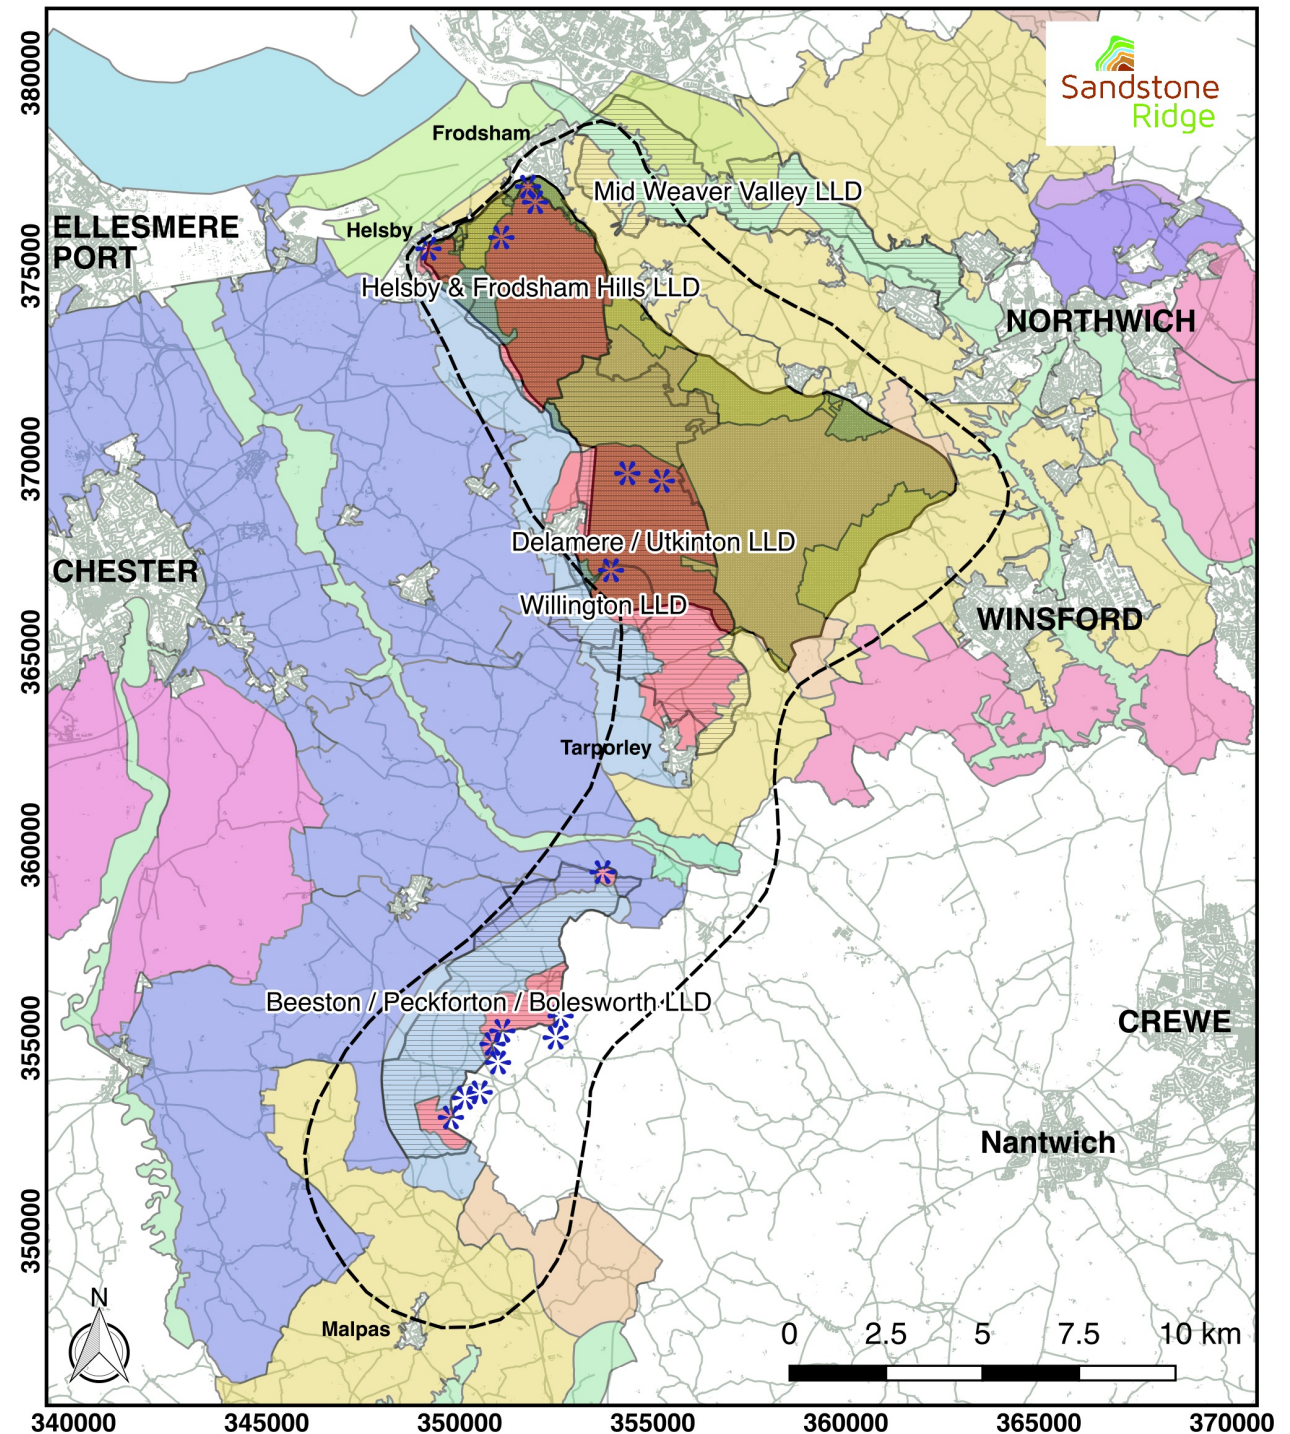 Sandstone
Ridge
Frodsham
Mid Weaver Valley LLD
ELLESMERE
PORT
Helsby
Helsby & Frodsham Hills LLD
NORTHWICH
Delamere / Utkinton LLD
CHESTER
Willington LLD
WINSFORD
Tarporley
Beeston / Peckforton / Bolesworth LLD
CREWE
Nantwich
Malpas
N
0 2.5 5 7.5 10 km
380000
375000
370000
365000
360000
355000
350000
340000 345000 350000 355000 360000 365000 370000